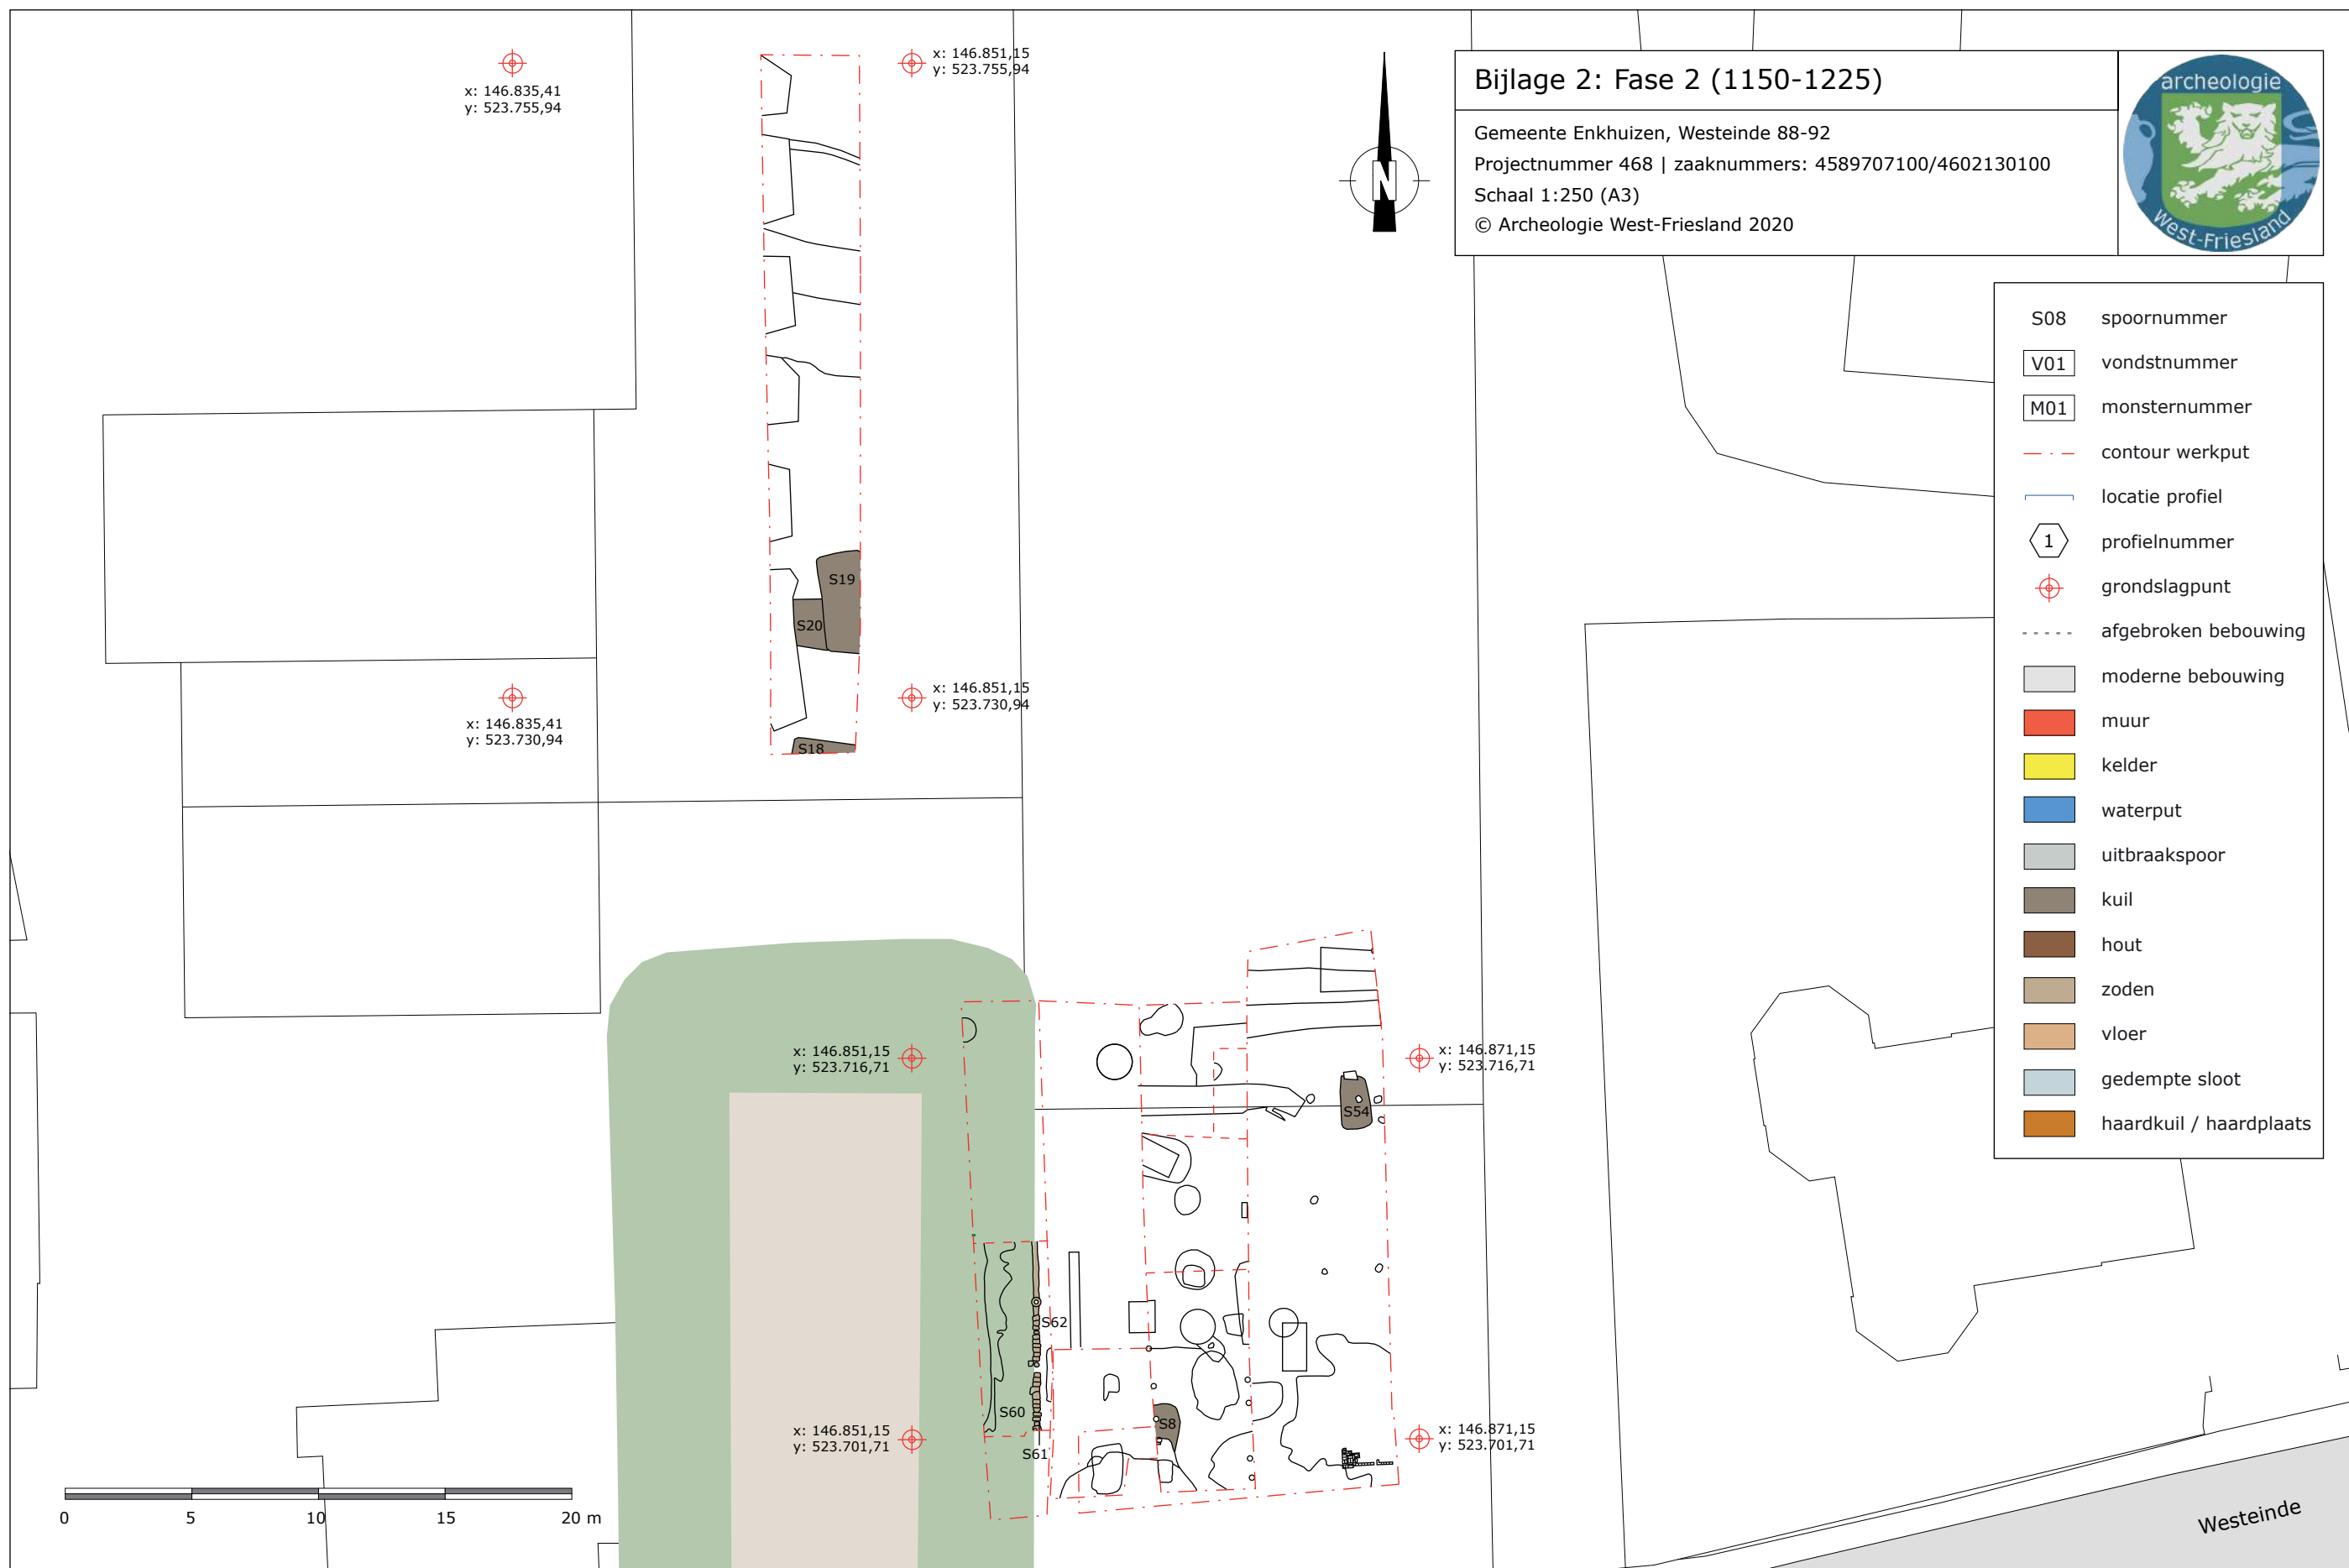 Bijlage 2: Fase 2 (1150-1225)
Gemeente Enkhuizen, Westeinde 88-92
Projectnummer 468 | zaaknummers: 4589707100/4602130100
Schaal 1:250 (A3)
© Archeologie West-Friesland 2020
archeologie
West-Friesland
x: 146.835,41
y: 523.755,94
x: 146.851,15
y: 523.755,94
N
S08 spoornummer
V01 vondstnummer
M01 monsternummer
contour werkput
locatie profiel
1 profielnummer
grondslagpunt
afgebroken bebouwing
moderne bebouwing
muur
kelder
waterput
uitbraakspoor
kuil
hout
zoden
vloer
gedempte sloot
haardkuil / haardplaats
S19
S20
x: 146.835,41
y: 523.730,94
x: 146.851,15
y: 523.730,94
S18
x: 146.851,15
y: 523.716,71
x: 146.871,15
y: 523.716,71
S54
S62
S60
S8
S61
x: 146.851,15
y: 523.701,71
x: 146.871,15
y: 523.701,71
0 5 10 15 20 m
Westeinde